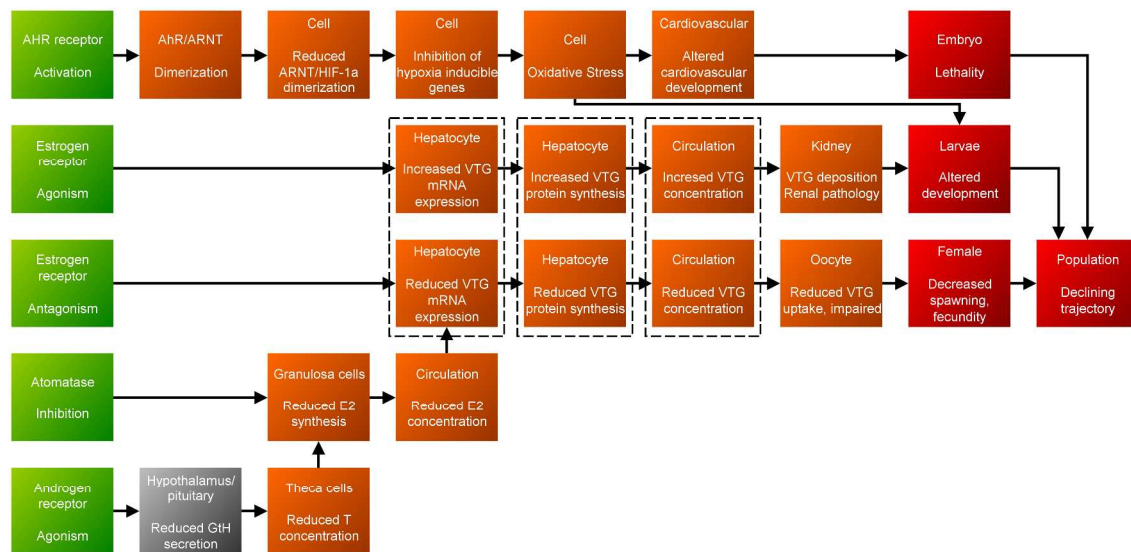 AHR receptor
Activation
AhR/ARNT
Dimerization
Cell
Reduced
ARNT/HIF-1a
dimerization
Cell
Inhibition of
hypoxia inducible
genes
Cell
Oxidative Stress
Cardiovascular
Altered
cardiovascular
development
Embryo
Lethality
Estrogen
receptor
Agonism
Hepatocyte
Increased VTG
mRNA
expression
Hepatocyte
Increased VTG
protein synthesis
Circulation
Incresed VTG
concentration
Kidney
VTG deposition
Renal pathology
Larvae
Altered
development
Estrogen
receptor
Antagonism
Hepatocyte
Reduced VTG
mRNA
expression
Hepatocyte
Reduced VTG
protein synthesis
Circulation
Reduced VTG
concentration
Oocyte
Reduced VTG
uptake, impaired
Female
Decreased
spawning,
fecundity
Population
Declining
trajectory
Atomatase
Inhibition
Granulosa cells
Reduced E2
synthesis
Circulation
Reduced E2
concentration
Androgen
receptor
Agonism
Hypothalamus/
pituitary
Reduced GtH
secretion
Theca cells
Reduced T
concentration